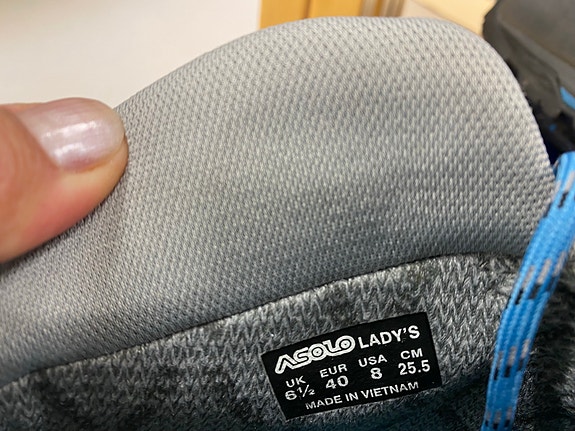 ASOLO LADY'S
UK EUR USA CM
6½ 40 8 25.5
MADE IN VIETNAM